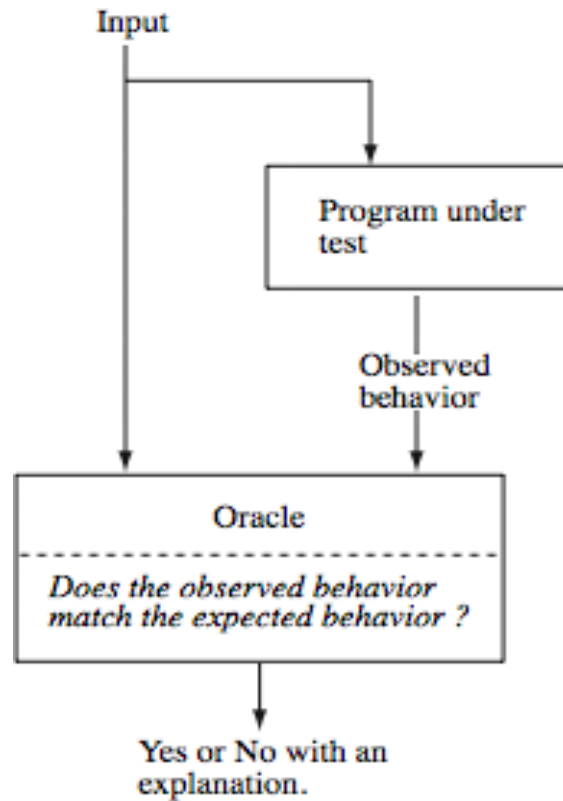 Input
Program under
test
Observed
behavior
Oracle
Does the observed behavior
match the expected behavior ?
Yes or No with an
explanation.